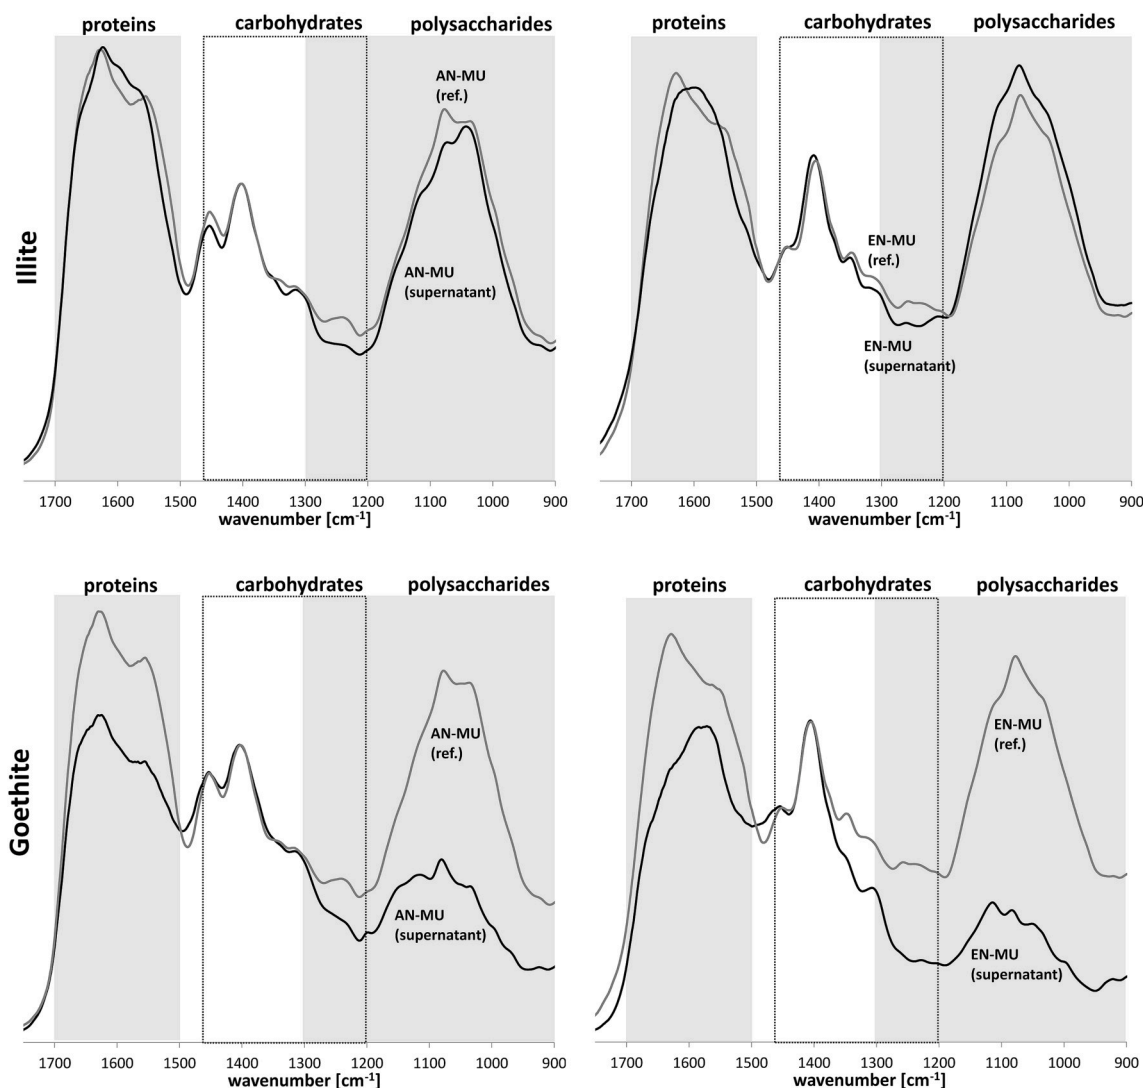 proteins carbohydrates polysaccharides
AN-MU
(ref.)
AN-MU
(supernatant)
Illite
1700 1600 1500 1400 1300 1200 1100 1000 900
wavenumber [cm⁻¹]
proteins carbohydrates polysaccharides
EN-MU
(ref.)
EN-MU
(supernatant)
1700 1600 1500 1400 1300 1200 1100 1000 900
wavenumber [cm⁻¹]
proteins carbohydrates polysaccharides
AN-MU
(ref.)
AN-MU
(supernatant)
Goethite
1700 1600 1500 1400 1300 1200 1100 1000 900
wavenumber [cm⁻¹]
proteins carbohydrates polysaccharides
EN-MU
(ref.)
EN-MU
(supernatant)
1700 1600 1500 1400 1300 1200 1100 1000 900
wavenumber [cm⁻¹]